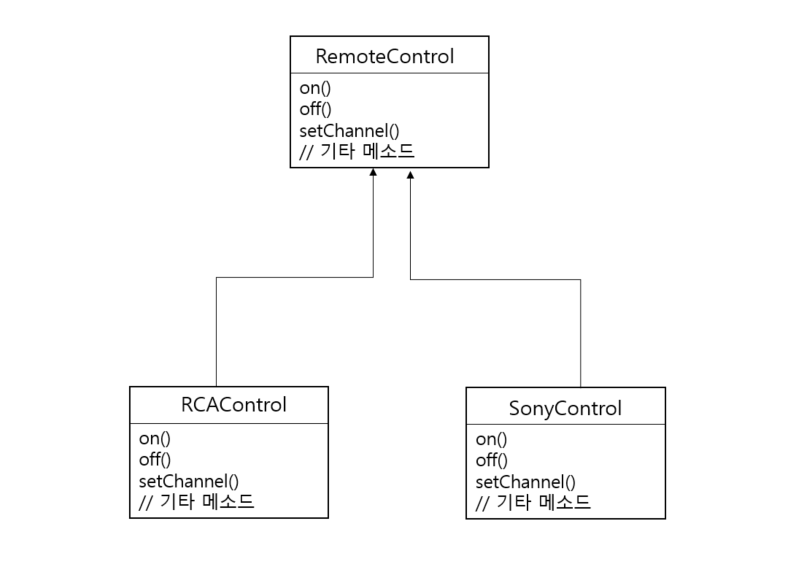 RemoteControl
on()
off()
setChannel()
// 기타 메소드
RCAControl
on()
off()
setChannel()
// 기타 메소드
SonyControl
on()
off()
setChannel()
// 기타 메소드